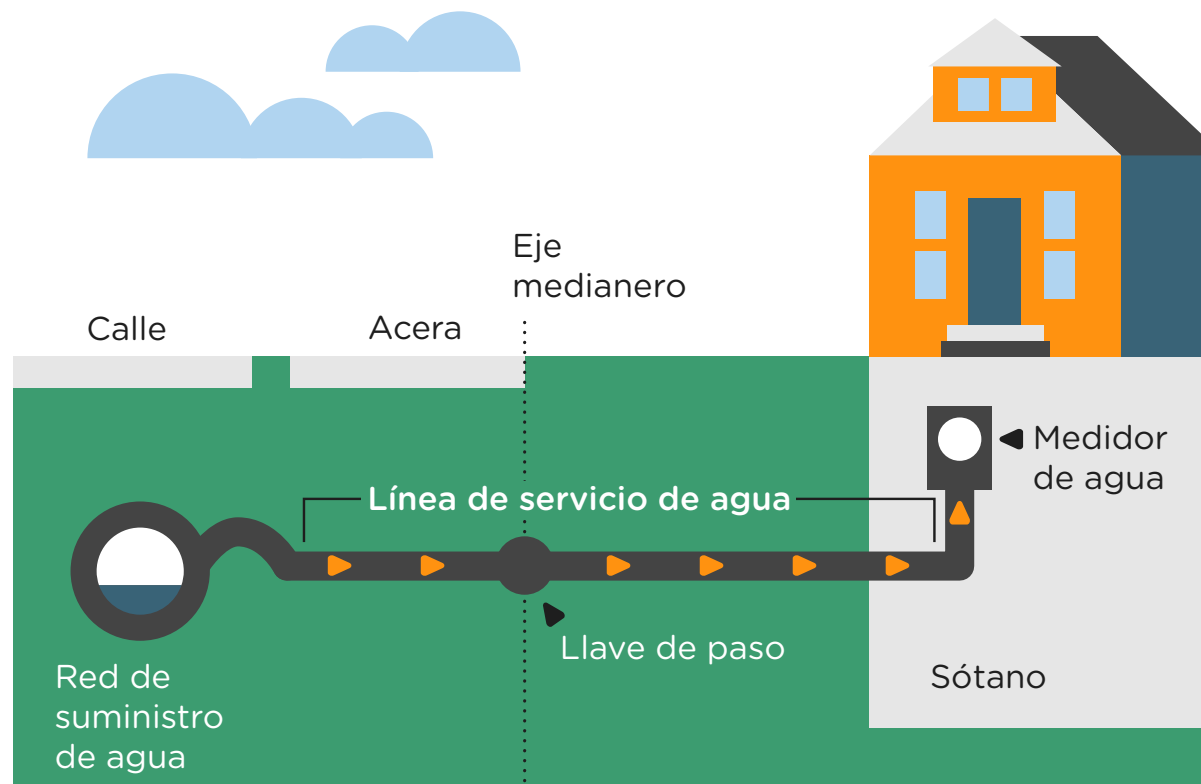 Eje
medianero
Calle
Acera
Medidor
de agua
Línea de servicio de agua
Llave de paso
Red de
suministro
de agua
Sótano